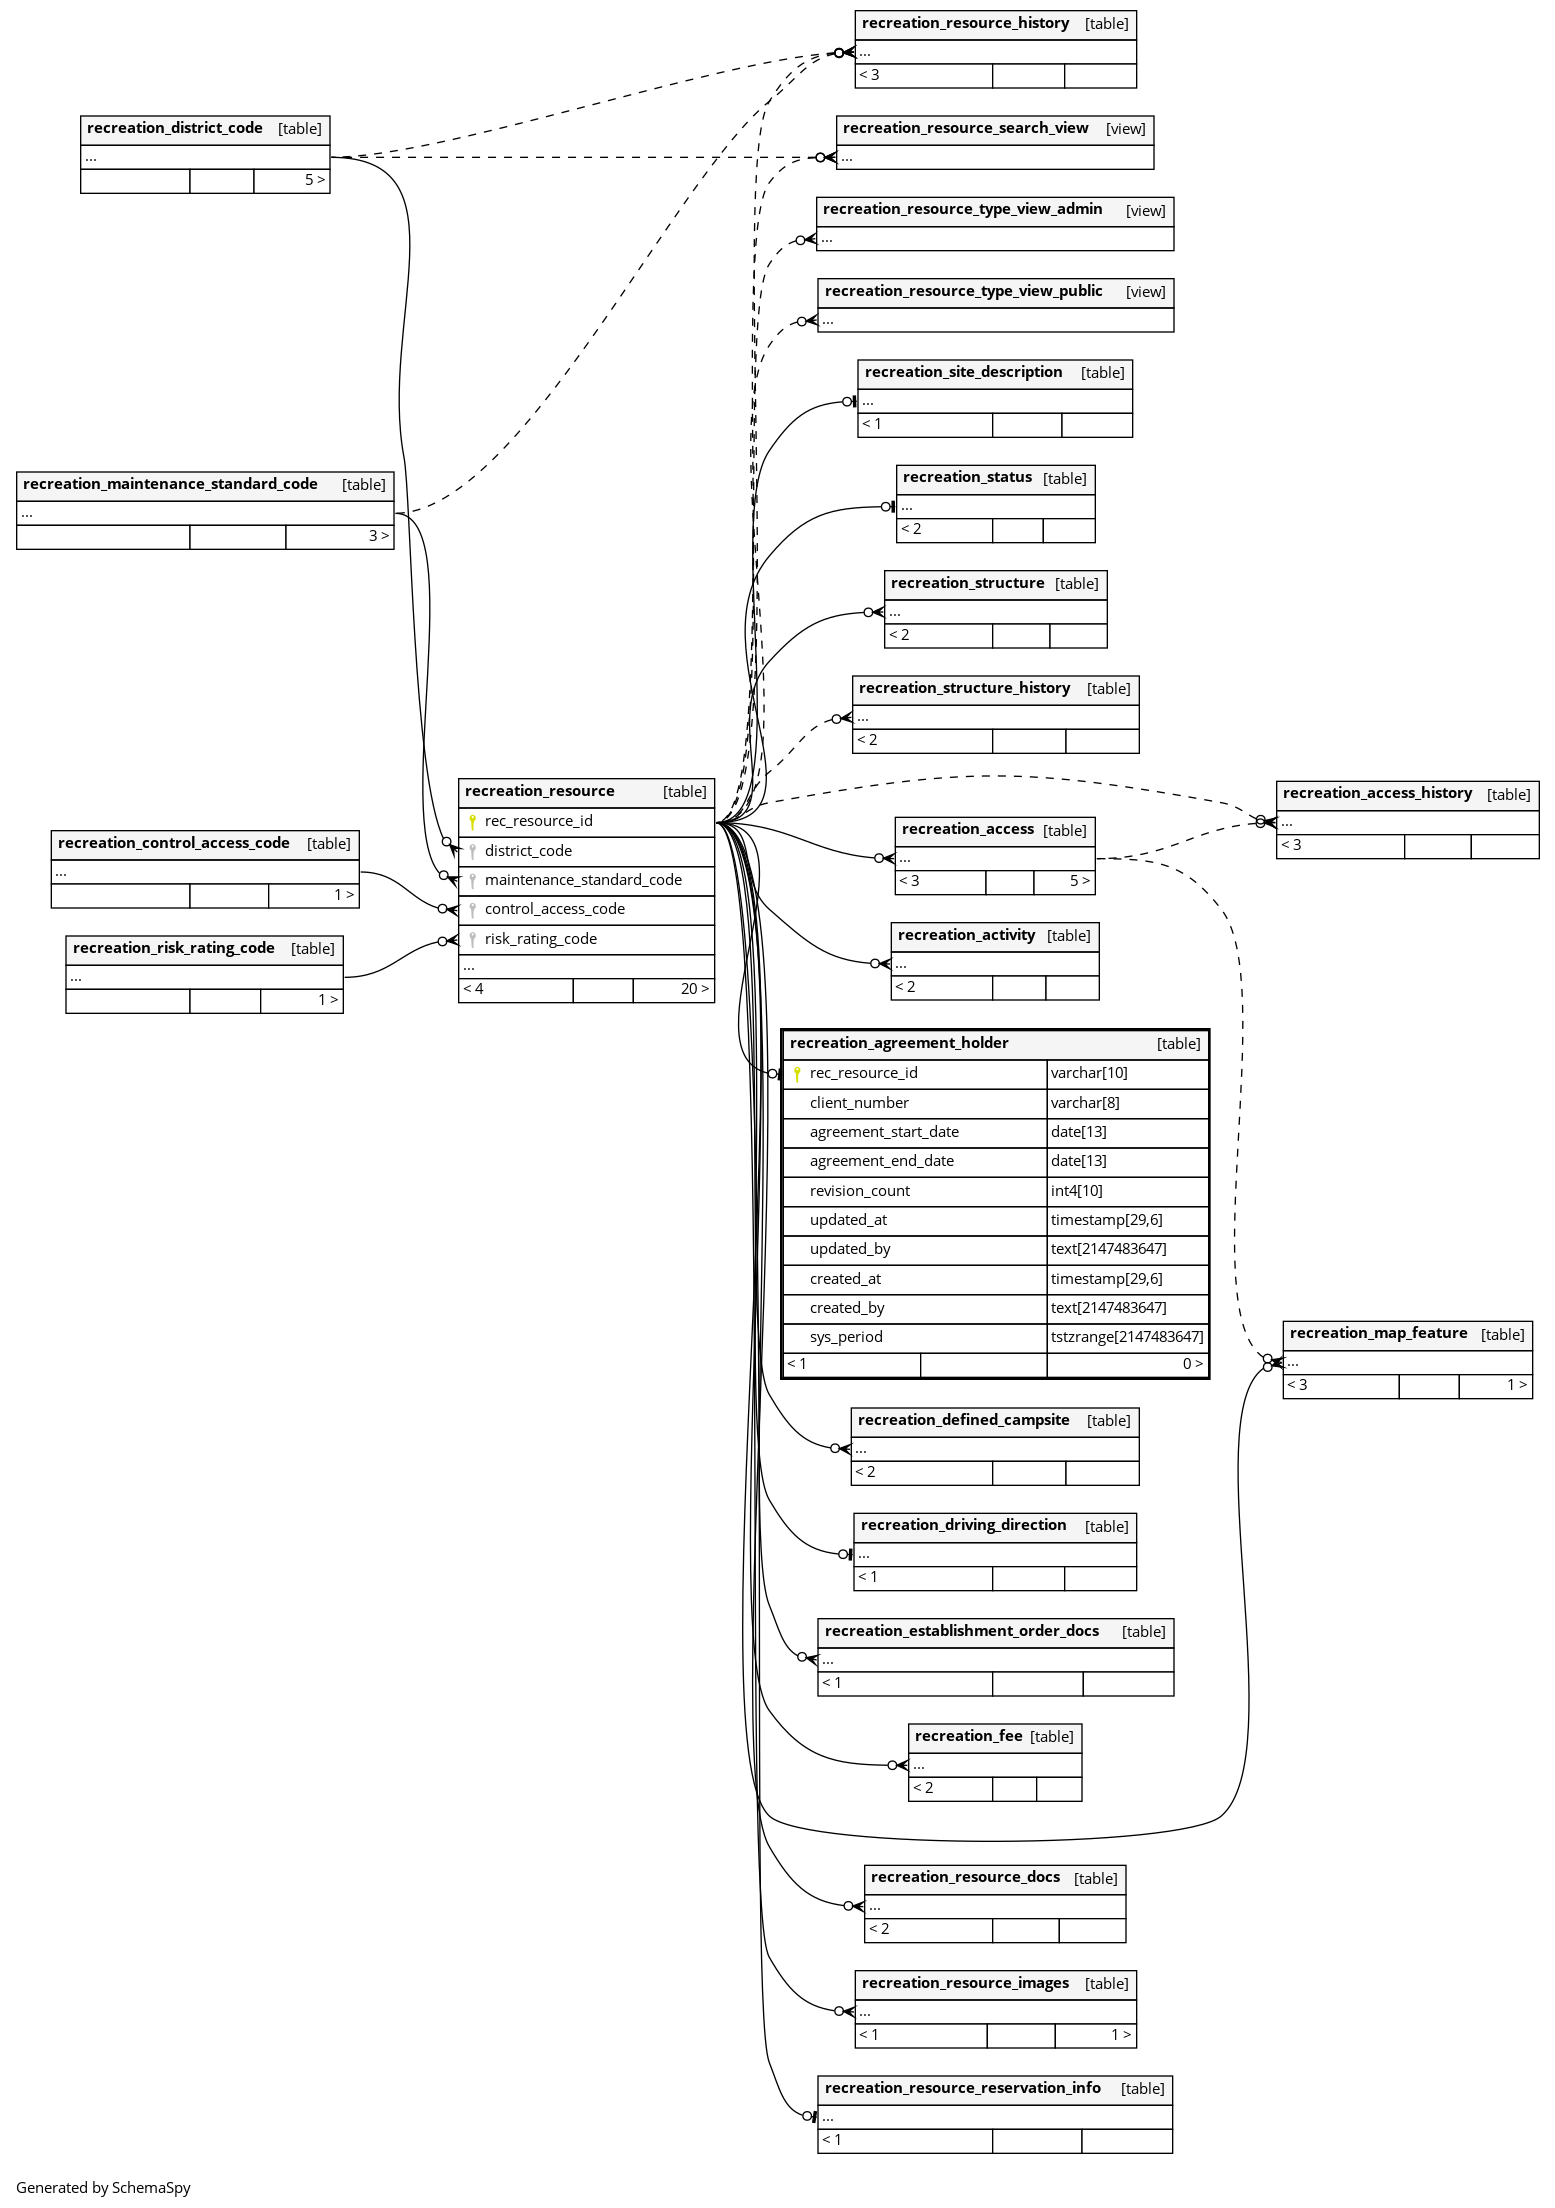 recreation_resource_history [table]
...
< 3
recreation_district_code [table]
...
5 >
recreation_resource_search_view [view]
...
recreation_resource_type_view_admin [view]
...
recreation_resource_type_view_public [view]
...
recreation_site_description [table]
...
< 1
recreation_maintenance_standard_code [table]
...
3 >
recreation_status [table]
...
< 2
recreation_structure [table]
...
< 2
recreation_structure_history [table]
...
< 2
recreation_resource [table]
rec_resource_id
district_code
maintenance_standard_code
control_access_code
risk_rating_code
...
< 4 20 >
recreation_control_access_code [table]
...
1 >
recreation_risk_rating_code [table]
...
1 >
recreation_access_history [table]
...
< 3
recreation_access [table]
...
< 3 5 >
recreation_activity [table]
...
< 2
recreation_agreement_holder [table]
rec_resource_id varchar[10]
client_number varchar[8]
agreement_start_date date[13]
agreement_end_date date[13]
revision_count int4[10]
updated_at timestamp[29,6]
updated_by text[2147483647]
created_at timestamp[29,6]
created_by text[2147483647]
sys_period tstzrange[2147483647]
< 1 0 >
recreation_map_feature [table]
...
< 3 1 >
recreation_defined_campsite [table]
...
< 2
recreation_driving_direction [table]
...
< 1
recreation_establishment_order_docs [table]
...
< 1
recreation_fee [table]
...
< 2
recreation_resource_docs [table]
...
< 2
recreation_resource_images [table]
...
< 1 1 >
recreation_resource_reservation_info [table]
...
< 1
Generated by SchemaSpy